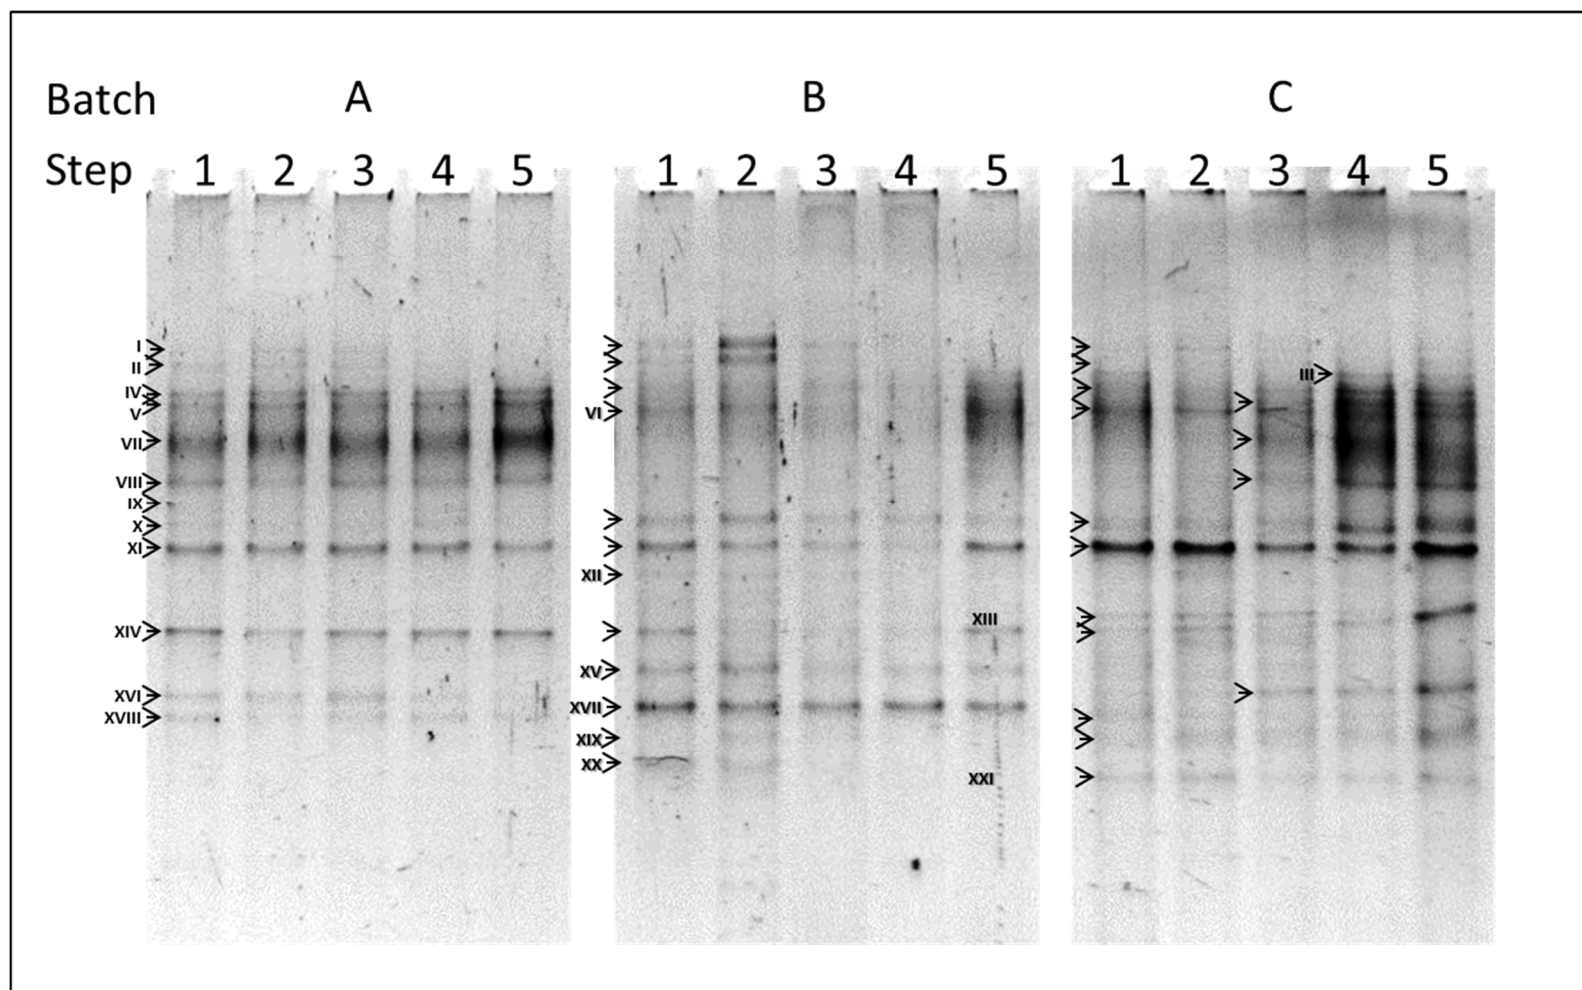 Batch A B C
Step 1 2 3 4 5 1 2 3 4 5 1 2 3 4 5
I
II
III
IV
V
VI
VII
VIII
IX
X
XI
XII
XIII
XIV
XV
XVI
XVII
XVIII
XIX
XX
XXI